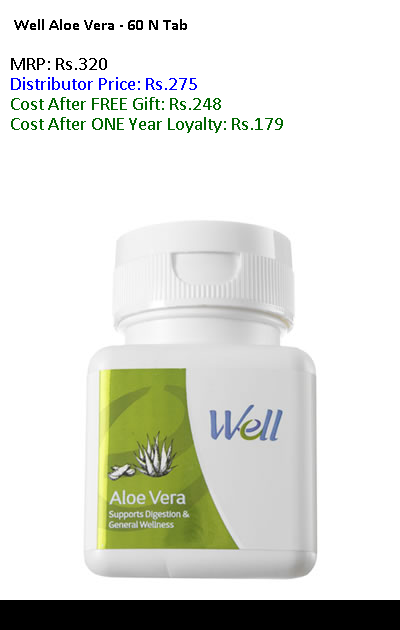 Well Aloe Vera - 60 N Tab
MRP: Rs.320
Distributor Price: Rs.275
Cost After FREE Gift: Rs.248
Cost After ONE Year Loyalty: Rs.179
Well
Aloe Vera
Supports Digestion &
General Wellness